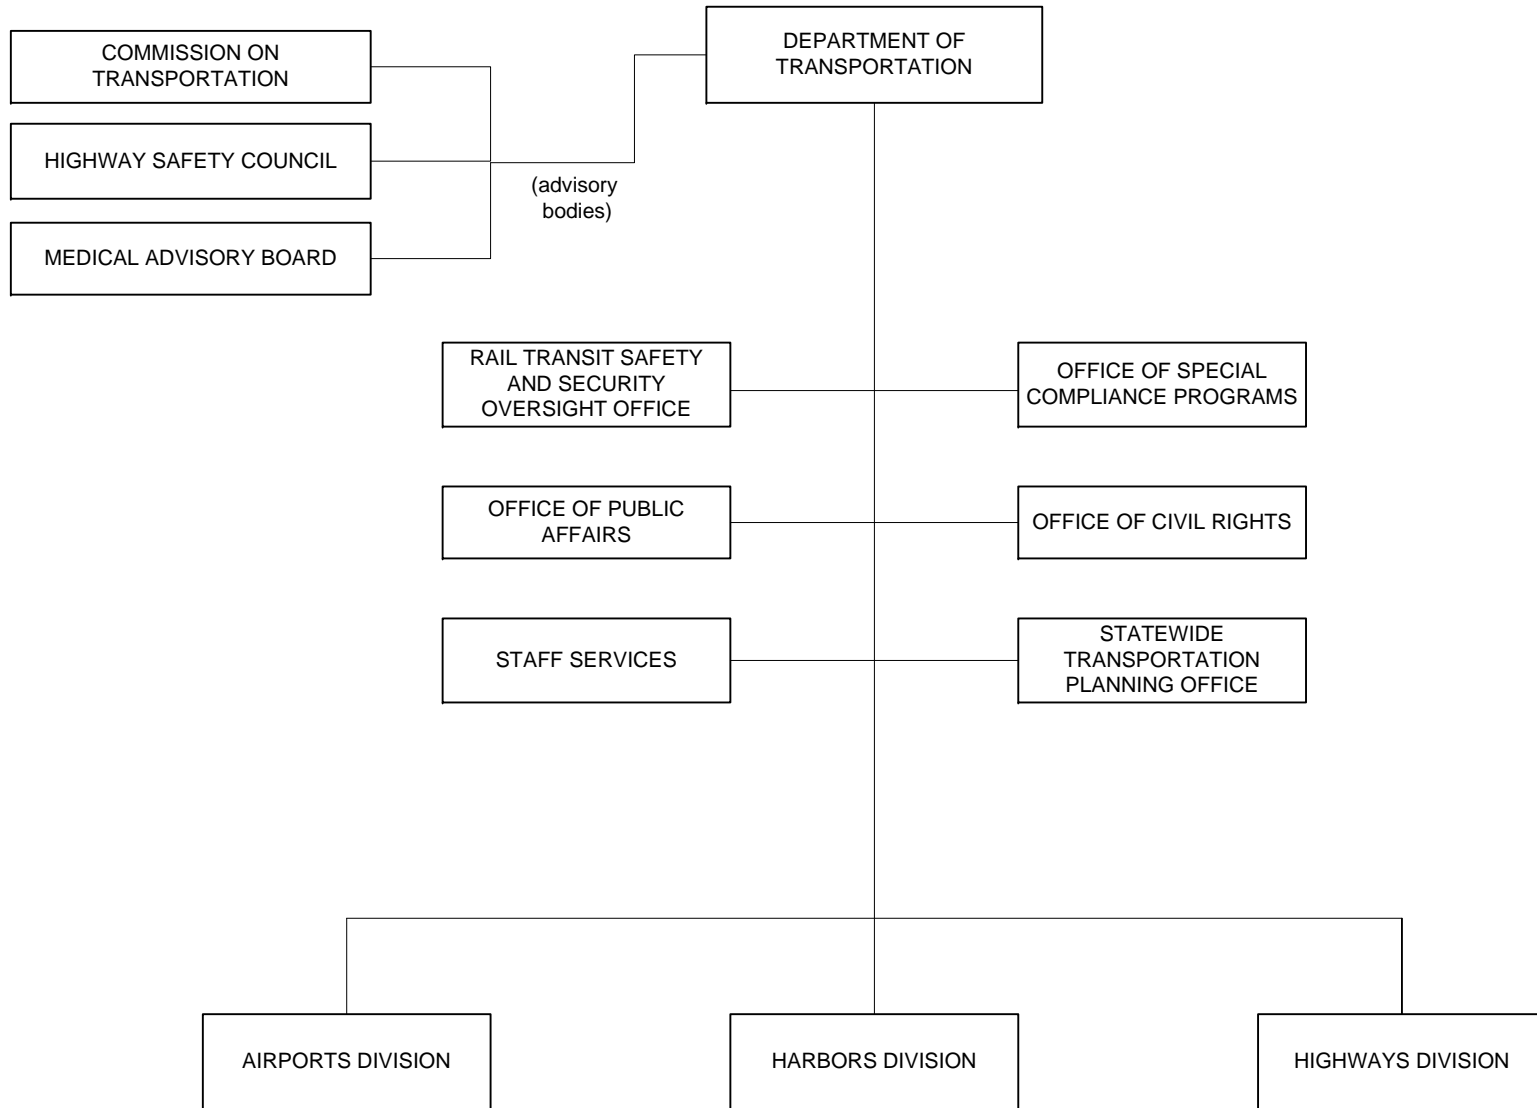 COMMISSION ON
TRANSPORTATION
DEPARTMENT OF
TRANSPORTATION
HIGHWAY SAFETY COUNCIL
(advisory
bodies)
MEDICAL ADVISORY BOARD
RAIL TRANSIT SAFETY
AND SECURITY
OVERSIGHT OFFICE
OFFICE OF SPECIAL
COMPLIANCE PROGRAMS
OFFICE OF PUBLIC
AFFAIRS
OFFICE OF CIVIL RIGHTS
STAFF SERVICES
STATEWIDE
TRANSPORTATION
PLANNING OFFICE
AIRPORTS DIVISION
HARBORS DIVISION
HIGHWAYS DIVISION